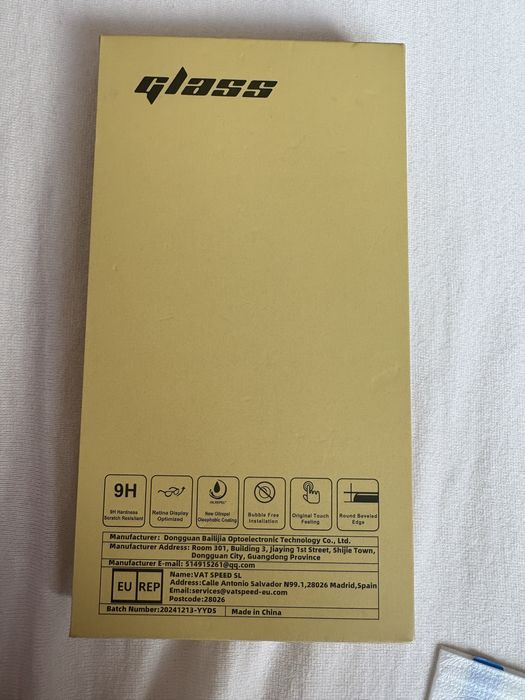 glass
9H
9H Hardness
Scratch Resistant
Retina Display
Optimized
OILREPEL
New Oilrepel
Oleophobic Coating
Bubble Free
Installation
Original Touch
Feeling
Round Beveled
Edge
Manufacturer: Dongguan Bailijia Optoelectronic Technology Co., Ltd.
Manufacturer Address: Room 301, Building 3, Jiaying 1st Street, Shijie Town,
Dongguan City, Guangdong Province
Manufacturer E-mail: 514915261@qq.com
EU REP
Name:VAT SPEED SL
Address:Calle Antonio Salvador N99.1,28026 Madrid,Spain
Email:services@vatspeed-eu.com
Postcode:28026
Batch Number:20241213-YYDS
Made in China